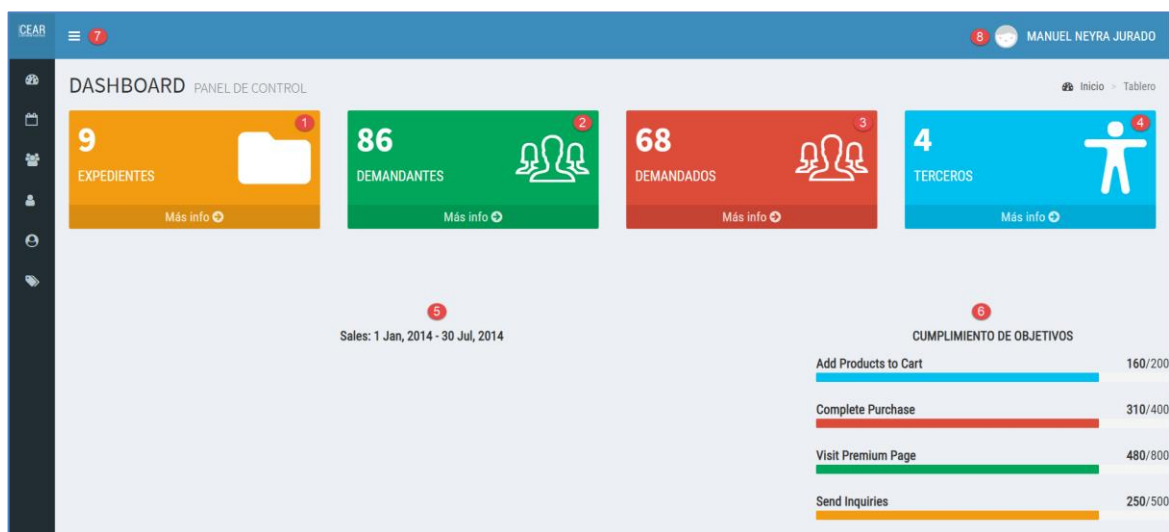 CEAR
7
8 MANUEL NEYRA JURADO
DASHBOARD PANEL DE CONTROL
Inicio > Tablero
1
9
EXPEDIENTES
Más info
2
86
DEMANDANTES
Más info
3
68
DEMANDADOS
Más info
4
4
TERCEROS
Más info
5
Sales: 1 Jan, 2014 - 30 Jul, 2014
6
CUMPLIMIENTO DE OBJETIVOS
Add Products to Cart 160/200
Complete Purchase 310/400
Visit Premium Page 480/800
Send Inquiries 250/500